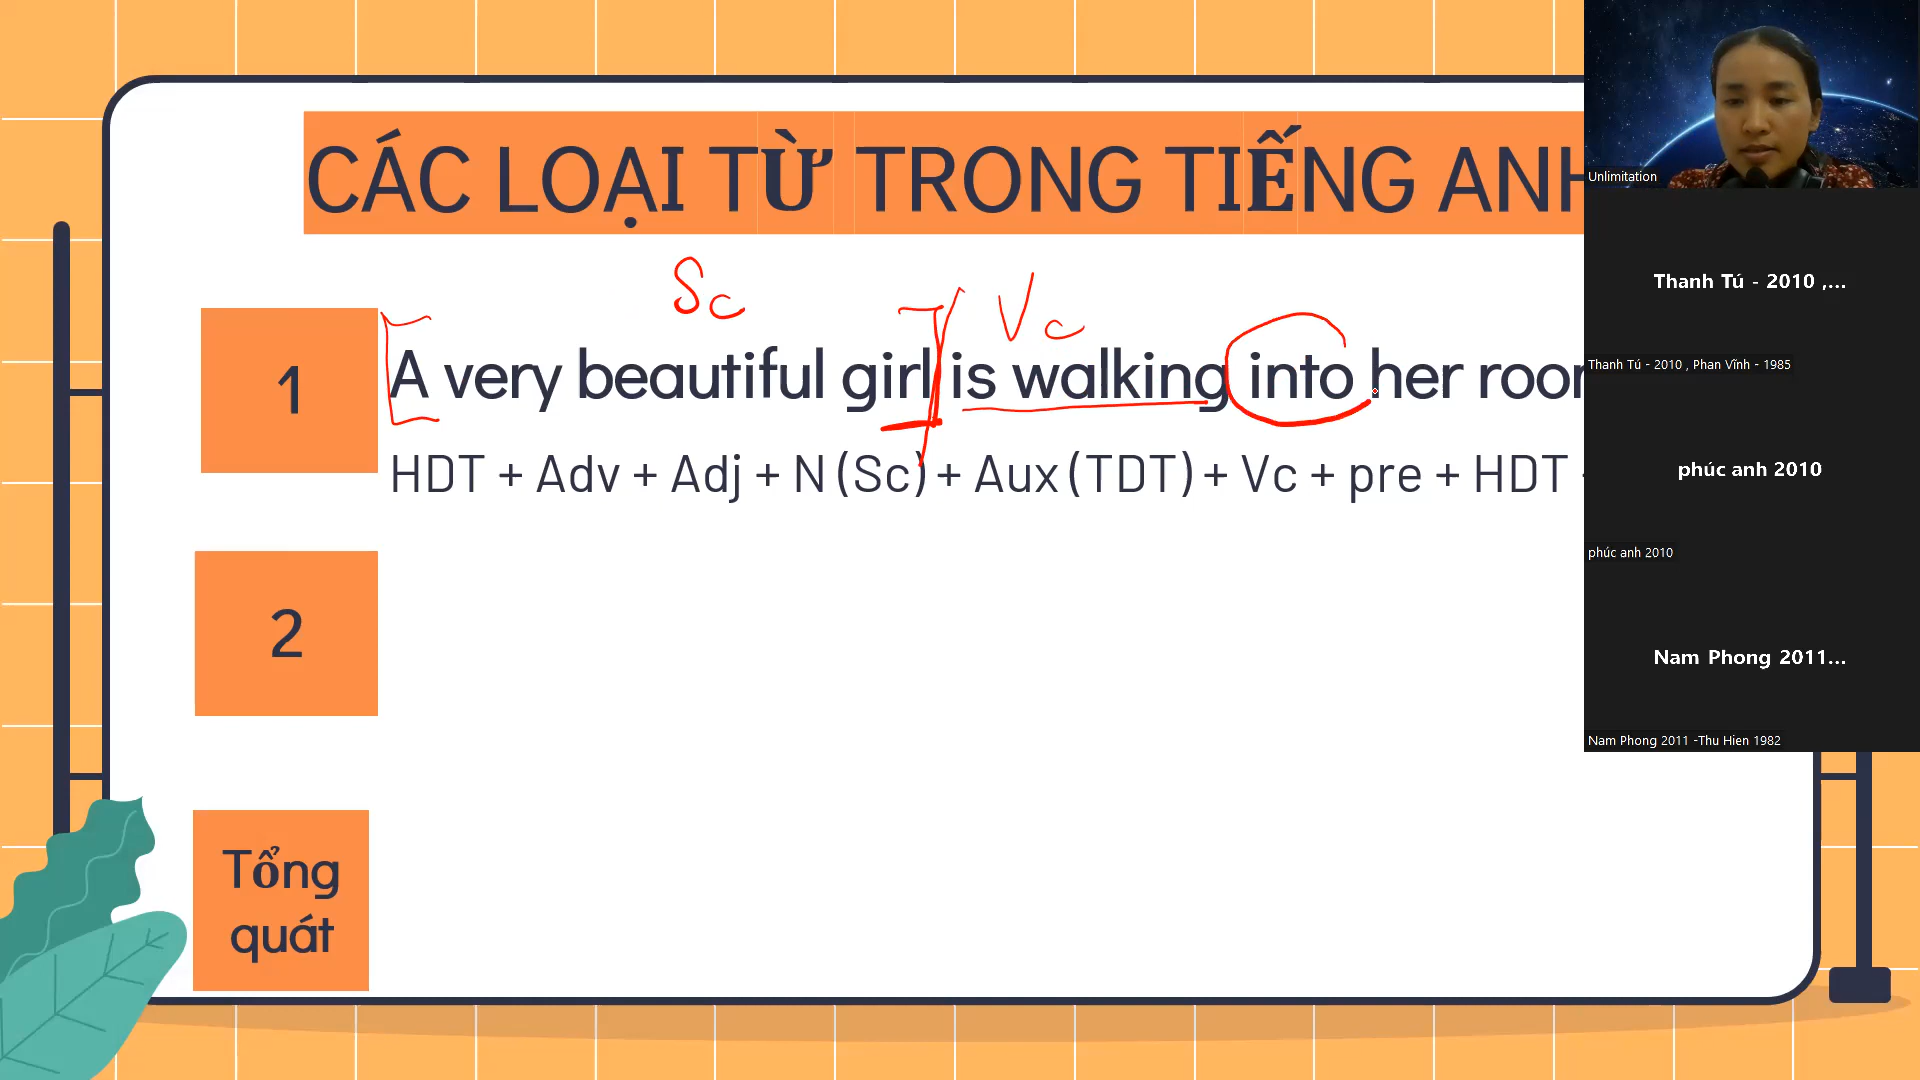 CÁC LOẠI TỪ TRONG TIẾNG ANH
Sc
Vc
1
A very beautiful girl is walking into her room
HDT + Adv + Adj + N (Sc) + Aux (TDT) + Vc + pre + HDT -
2
Tổng
quát
Unlimitation
Thanh Tú - 2010 ,...
Thanh Tú - 2010 , Phan Vĩnh - 1985
phúc anh 2010
phúc anh 2010
Nam Phong 2011...
Nam Phong 2011 -Thu Hien 1982